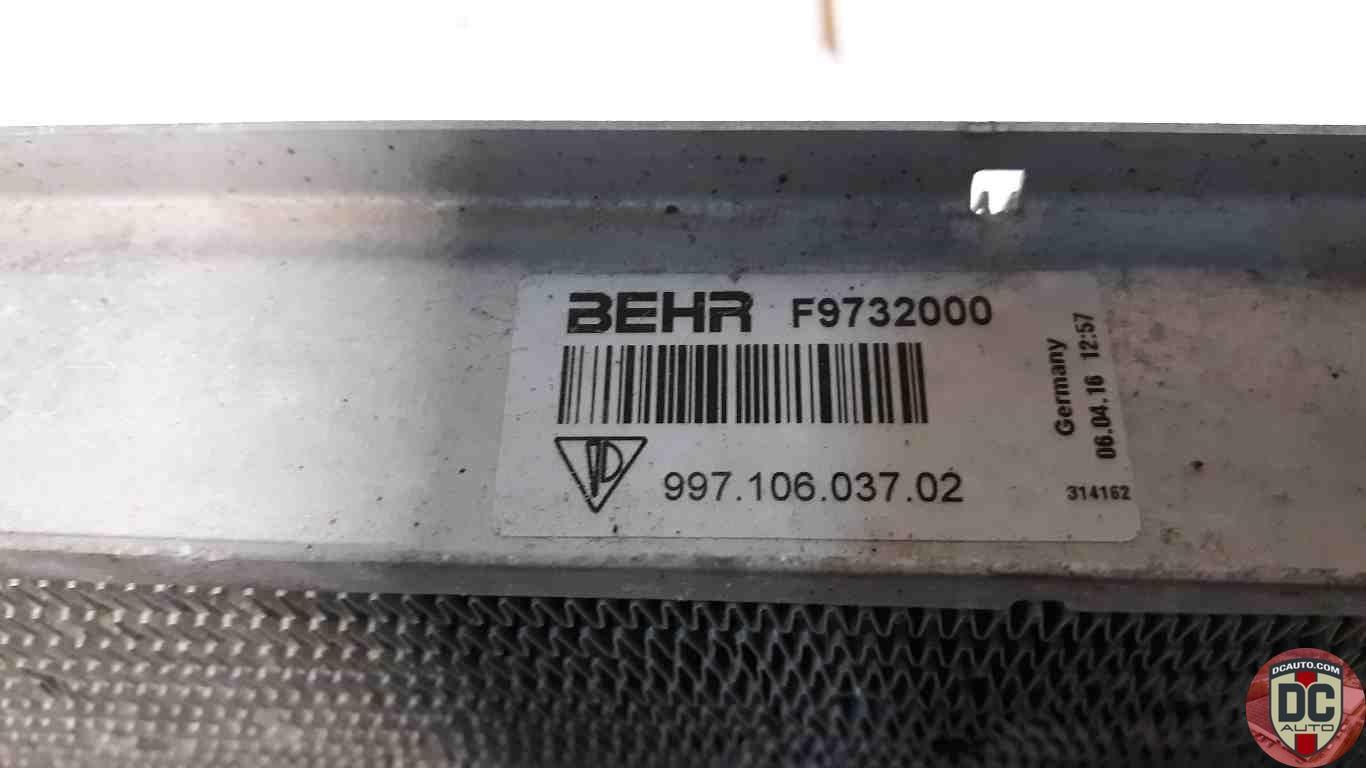 BEHR F9732000
997.106.037.02
Germany
06.04.16 12:57
314162
DCAUTO.COM
DC
AUTO